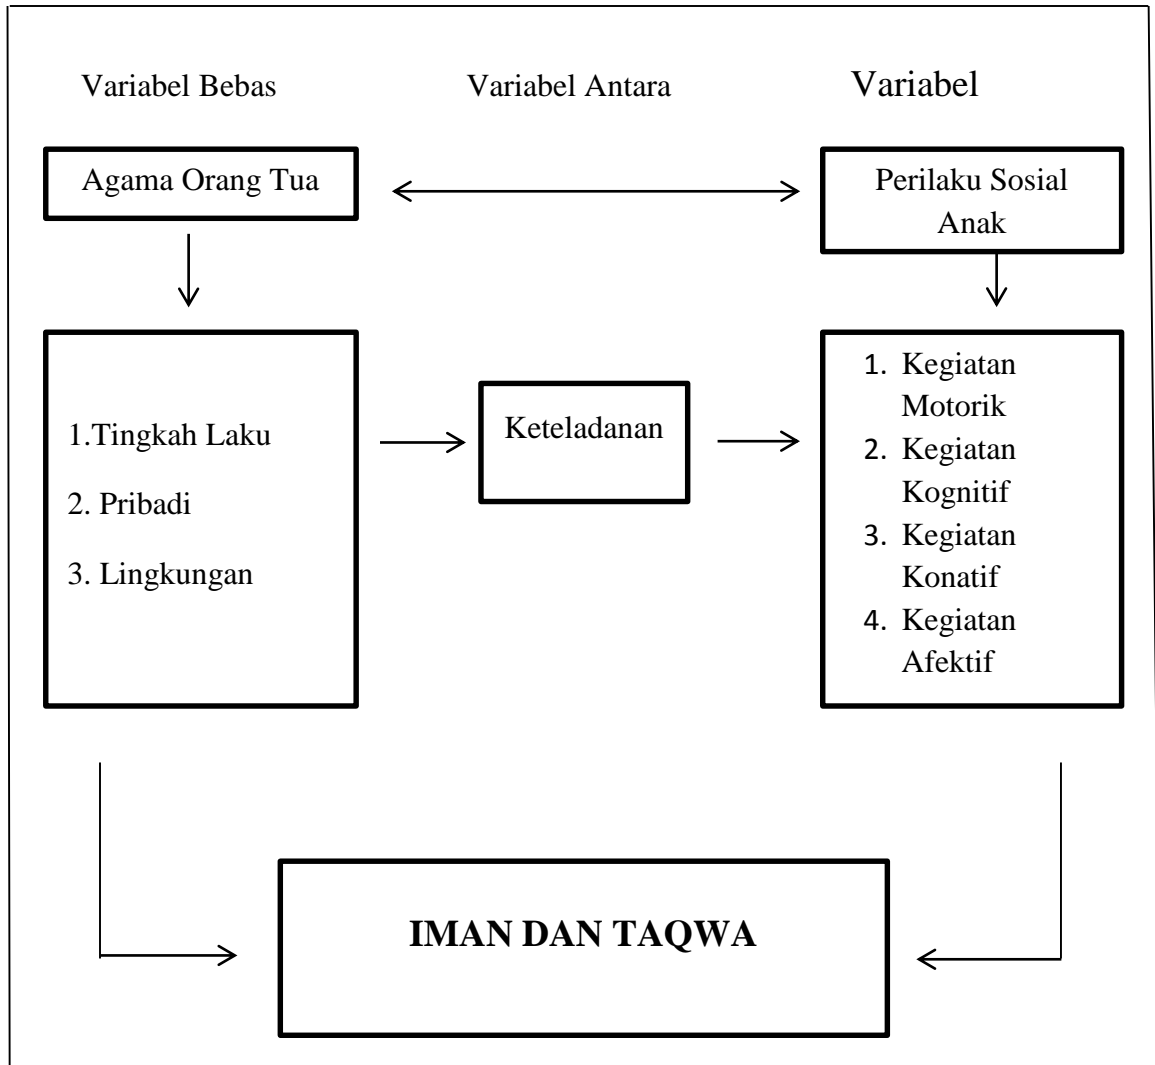 Variabel Bebas
Variabel Antara
Variabel
Agama Orang Tua
Perilaku Sosial
Anak
1.Tingkah Laku
2. Pribadi
3. Lingkungan
Keteladanan
1. Kegiatan
Motorik
2. Kegiatan
Kognitif
3. Kegiatan
Konatif
4. Kegiatan
Afektif
IMAN DAN TAQWA